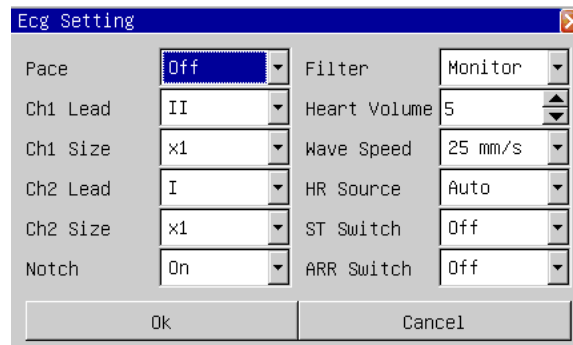 Ecg Setting
Pace Off Filter Monitor
Ch1 Lead II Heart Volume 5
Ch1 Size x1 Wave Speed 25 mm/s
Ch2 Lead I HR Source Auto
Ch2 Size x1 ST Switch Off
Notch On ARR Switch Off
Ok Cancel